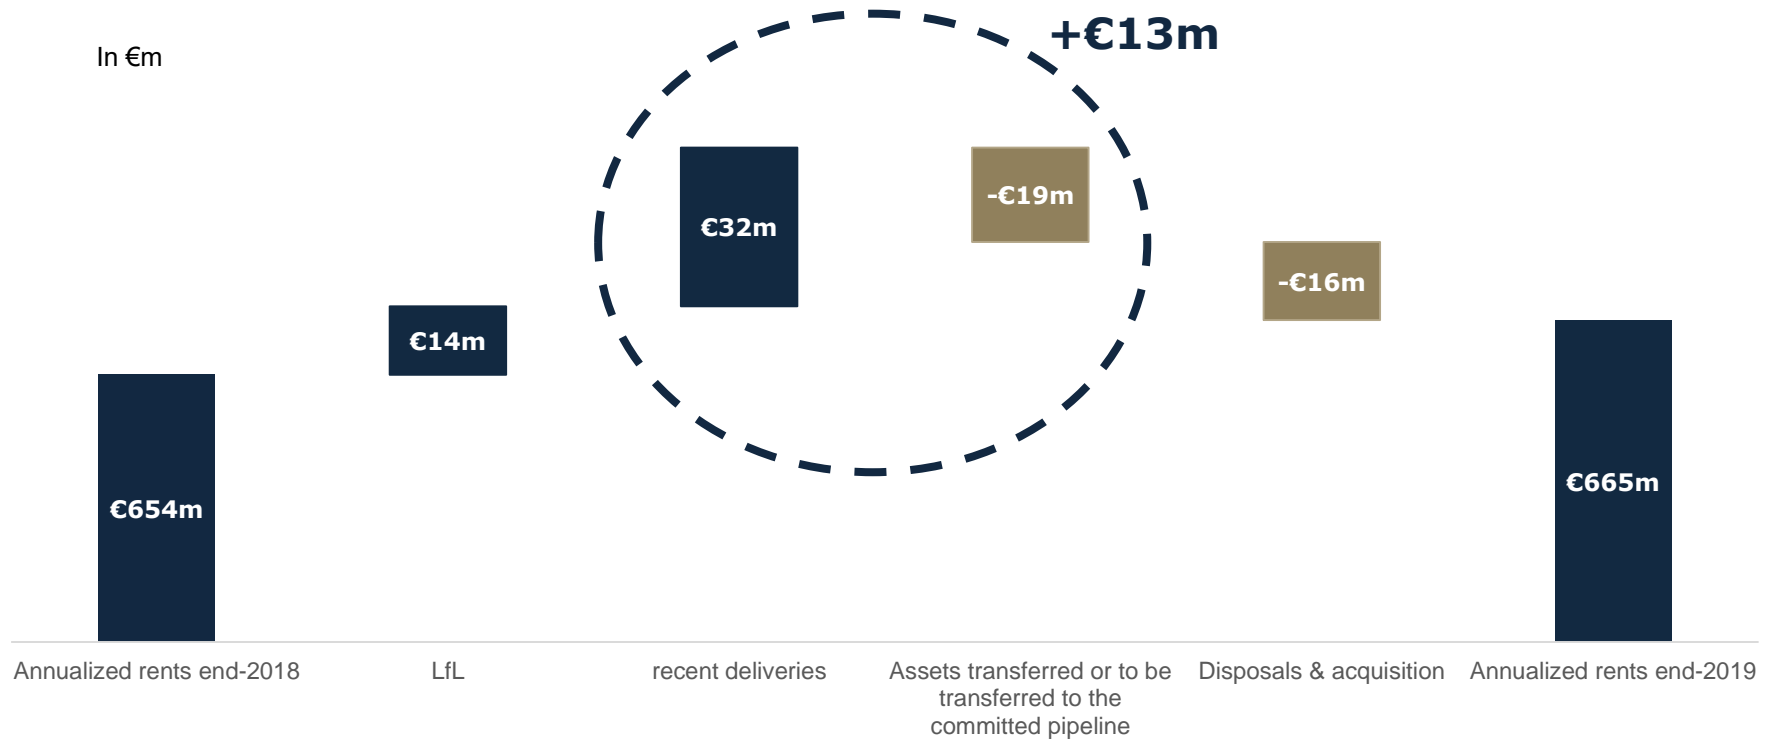 In €m
+€13m
€654m
€14m
€32m
-€19m
-€16m
€665m
Annualized rents end-2018
LfL
recent deliveries
Assets transferred or to be
transferred to the
committed pipeline
Disposals & acquisition
Annualized rents end-2019